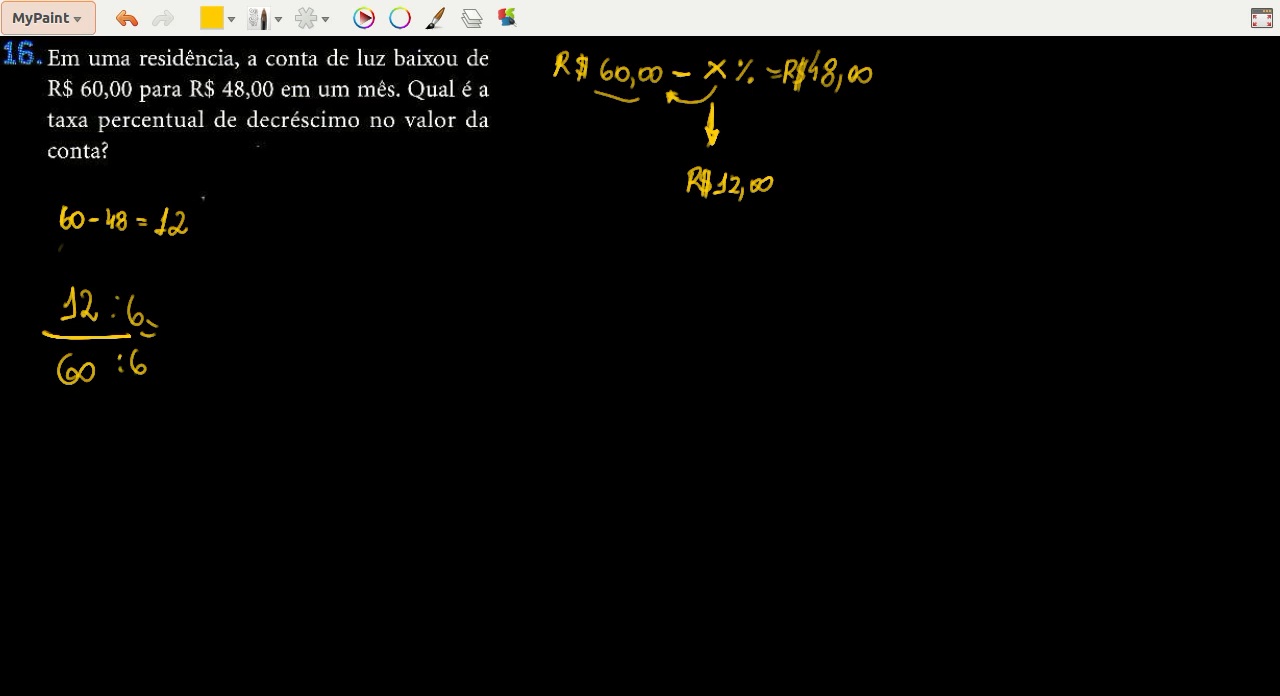 MyPaint
16. Em uma residência, a conta de luz baixou de
R$ 60,00 para R$ 48,00 em um mês. Qual é a
taxa percentual de decréscimo no valor da
conta?
60 - 48 = 12
12 : 6 =
60 : 6
R$ 60,00 - x % = R$ 48,00
R$ 12,00